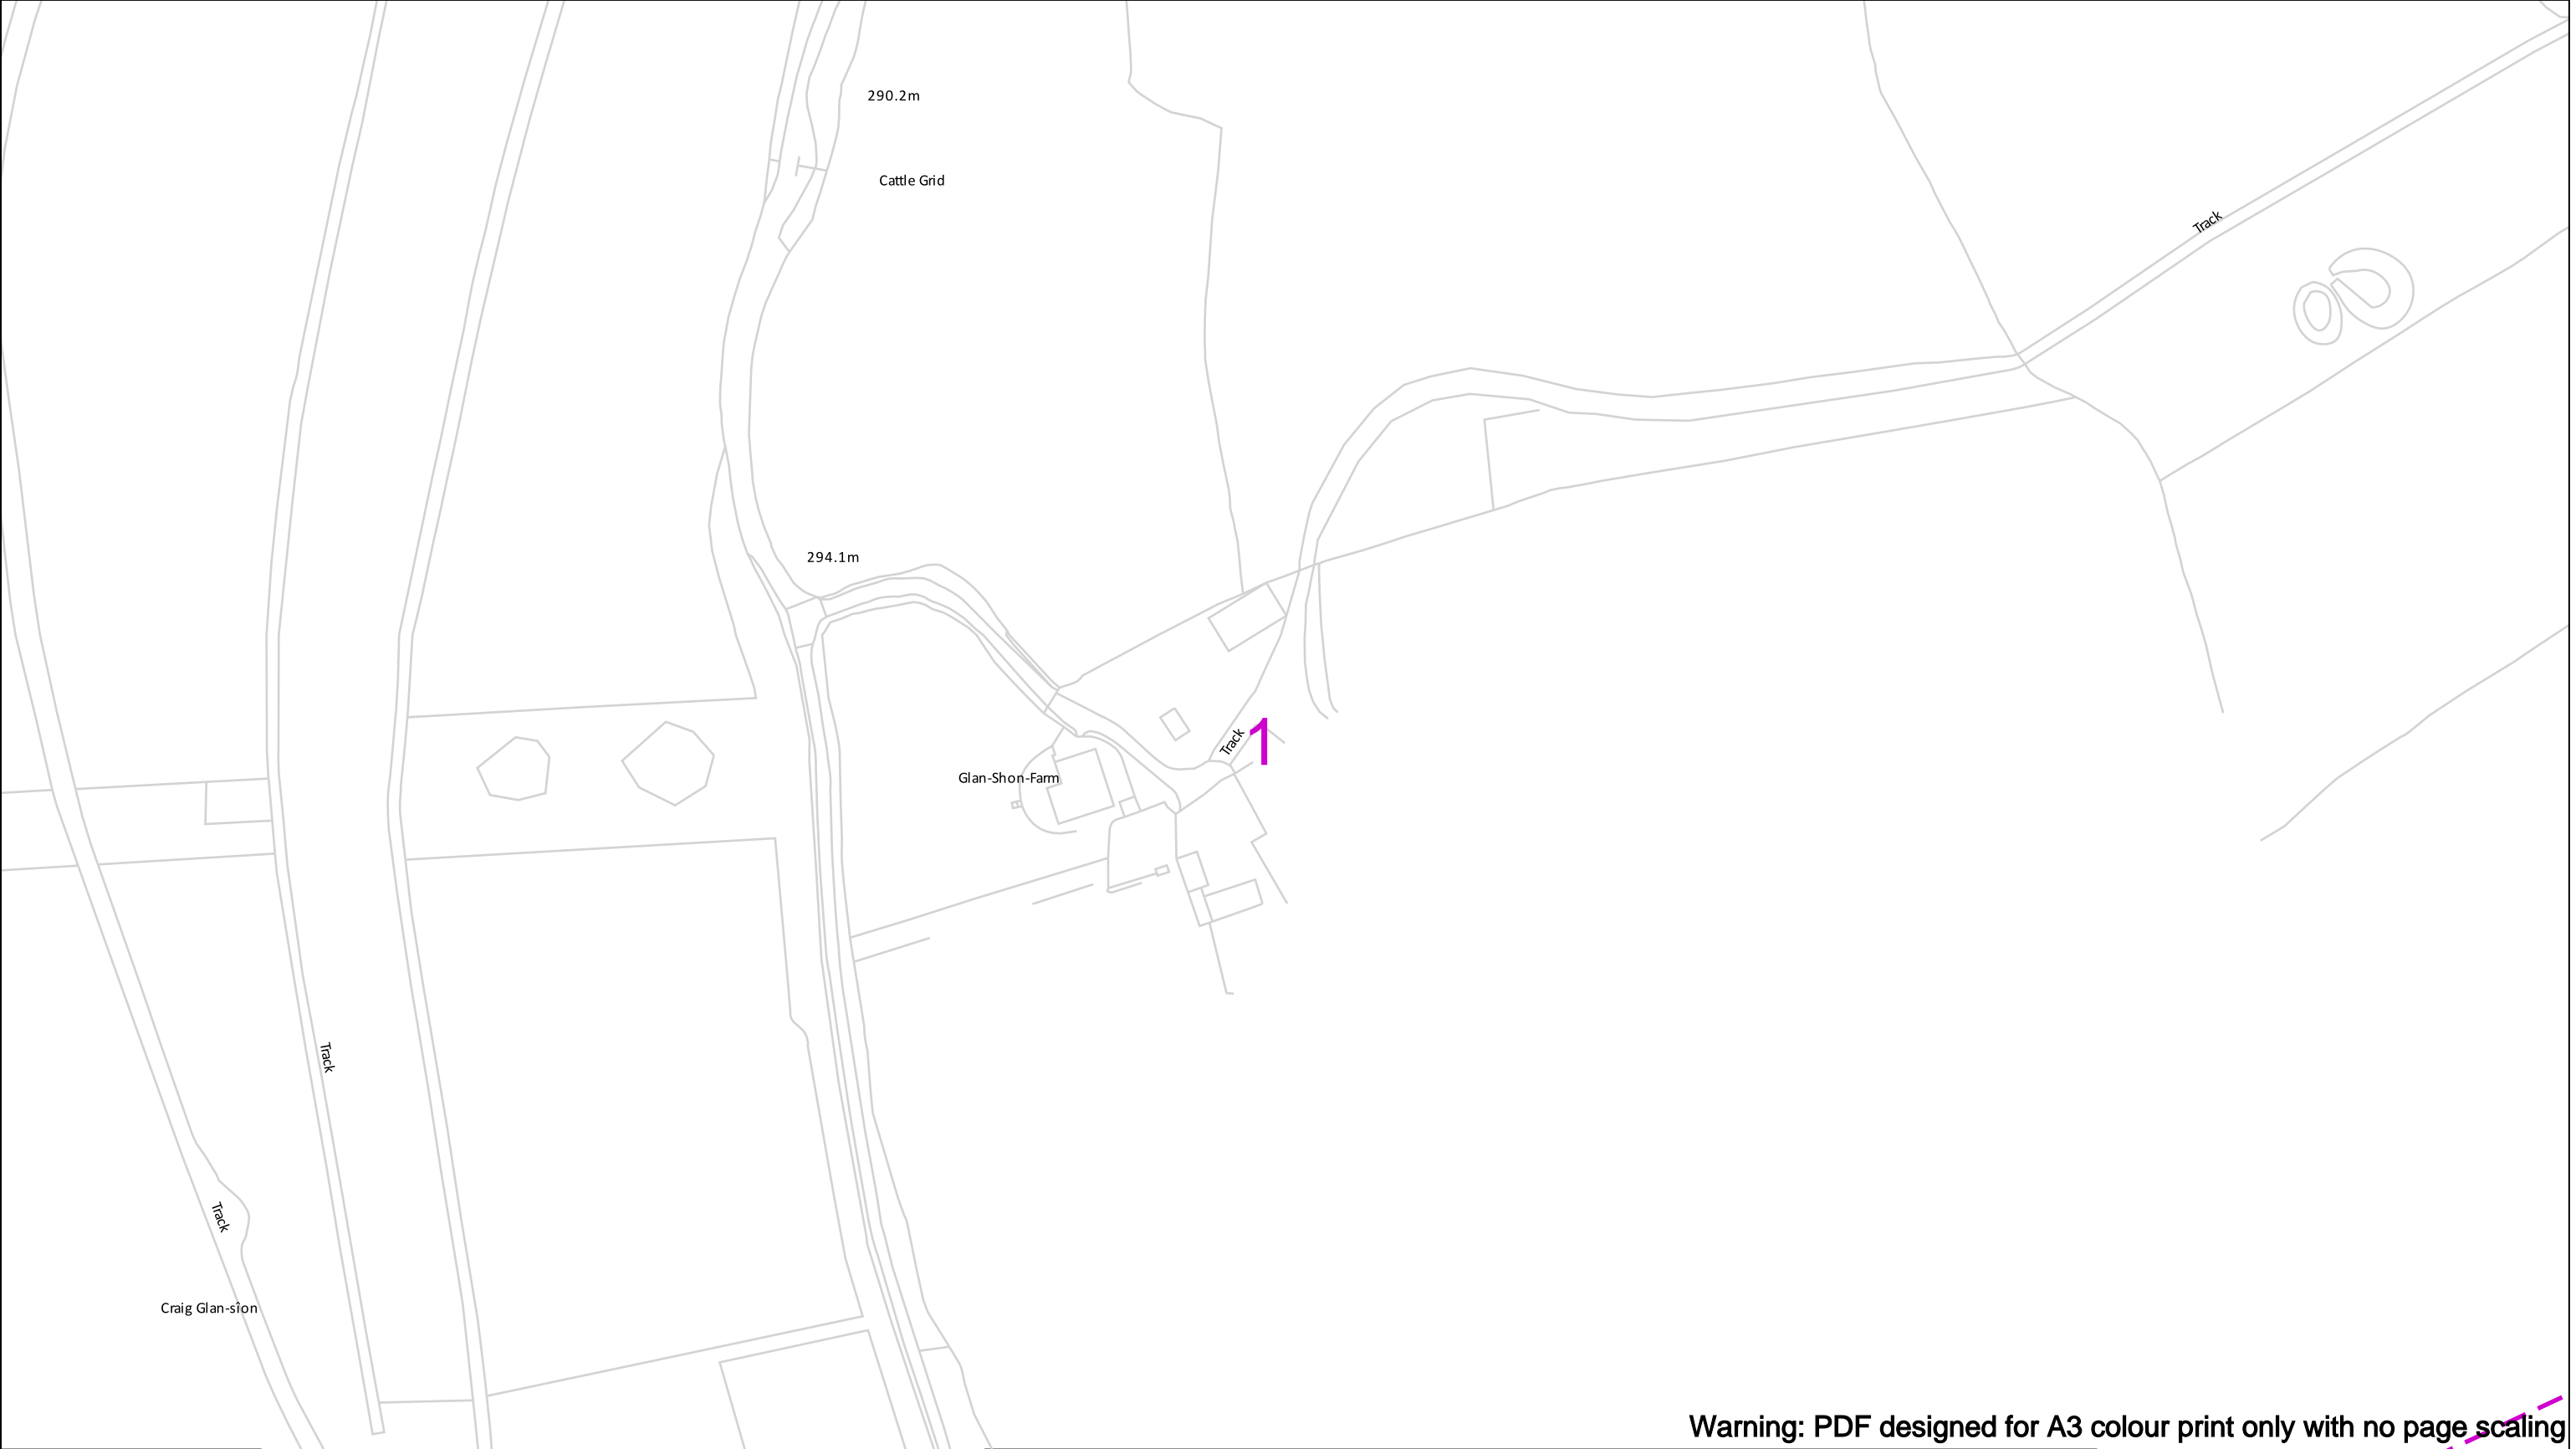 290.2m
Cattle Grid
Track
294.1m
1
Track
Glan-Shon-Farm
Track
Track
Craig Glan-sîon
Warning: PDF designed for A3 colour print only with no page scaling